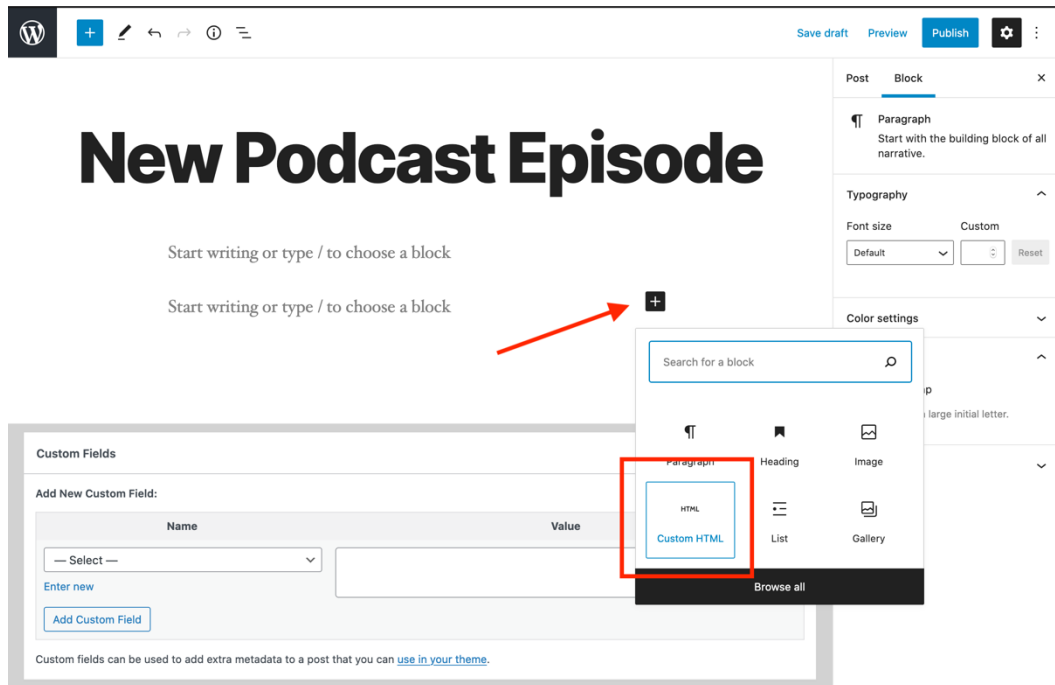 Save draft Preview Publish
Post Block
New Podcast Episode
Paragraph
Start with the building block of all
narrative.
Typography
Font size Custom
Default Reset
Start writing or type / to choose a block
Start writing or type / to choose a block
Color settings
Search for a block
large initial letter.
Paragraph Heading Image
HTML
Custom HTML List Gallery
Browse all
Custom Fields
Add New Custom Field:
Name Value
— Select —
Enter new
Add Custom Field
Custom fields can be used to add extra metadata to a post that you can use in your theme.